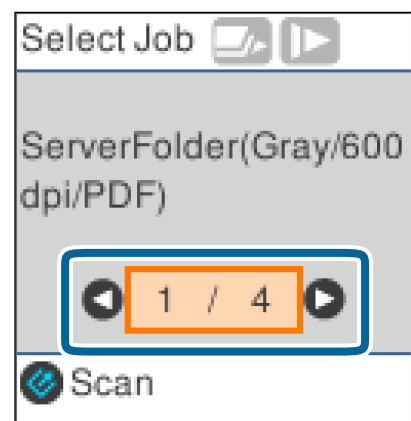 Select Job
ServerFolder(Gray/600
dpi/PDF)
1 / 4
Scan